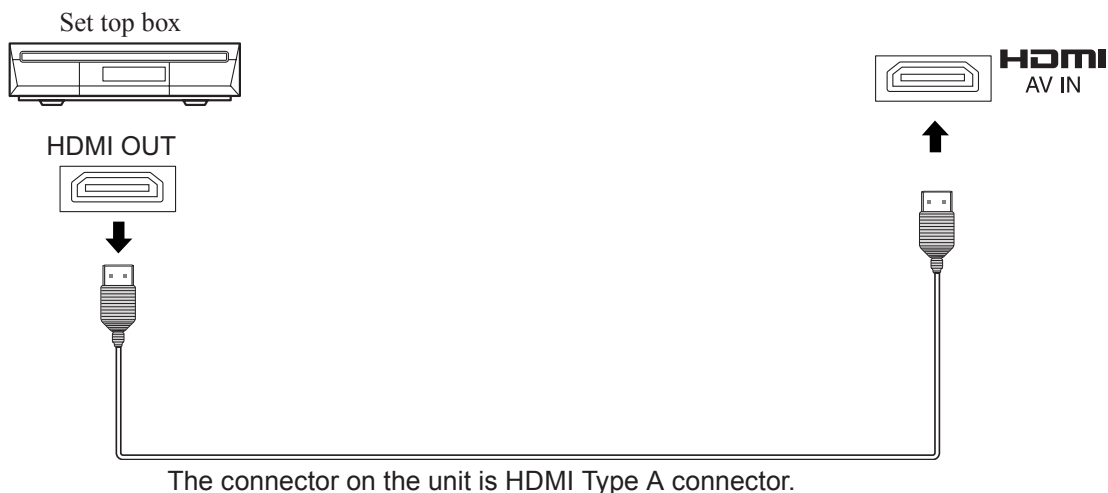 Set top box
HDMI
AV IN
HDMI OUT
The connector on the unit is HDMI Type A connector.